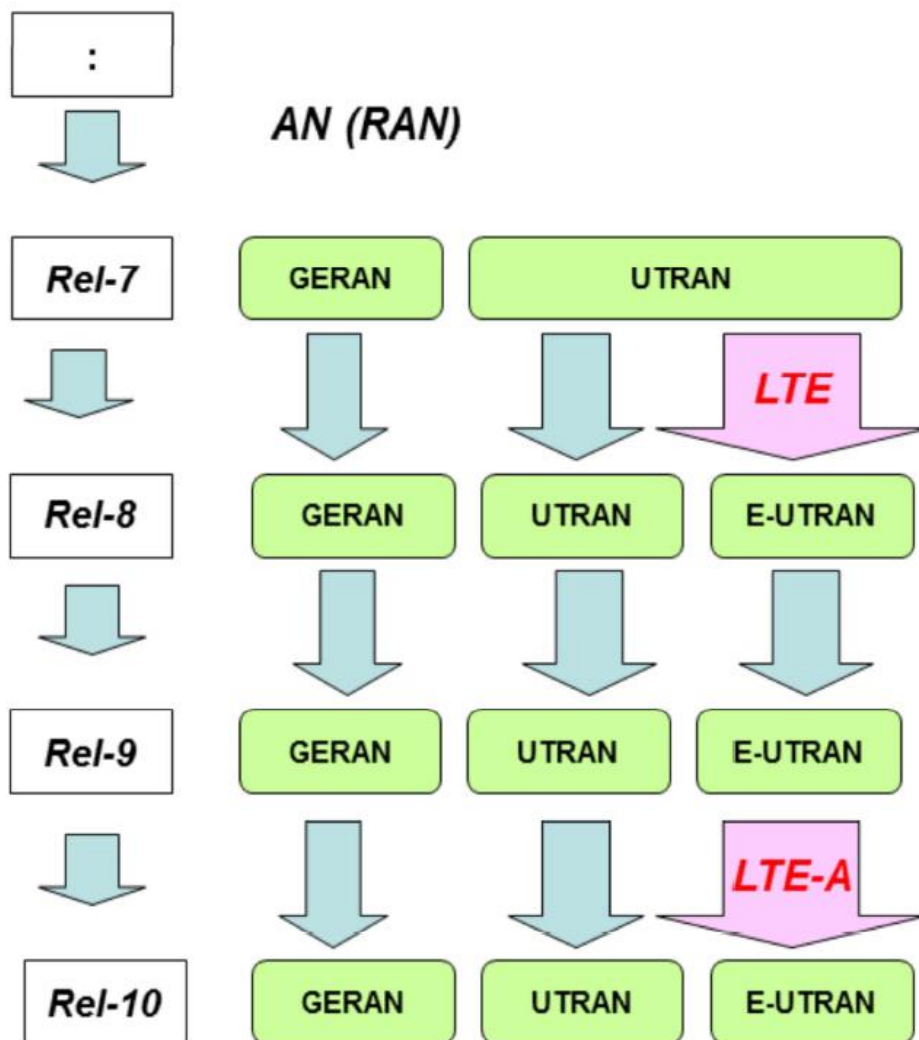 :
AN (RAN)
Rel-7 GERAN UTRAN
LTE
Rel-8 GERAN UTRAN E-UTRAN
Rel-9 GERAN UTRAN E-UTRAN
LTE-A
Rel-10 GERAN UTRAN E-UTRAN